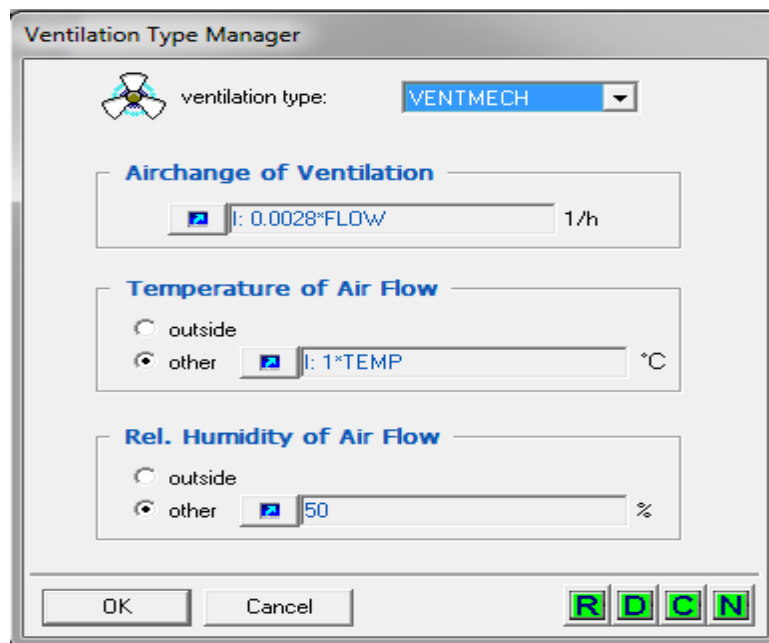 Ventilation Type Manager
ventilation type: VENTMECH
Airchange of Ventilation
I: 0.0028*FLOW 1/h
Temperature of Air Flow
outside
other I: 1*TEMP °C
Rel. Humidity of Air Flow
outside
other 50 %
OK Cancel R D C N